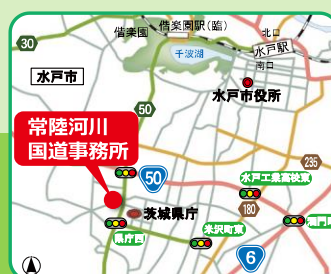 偕楽園
偕楽園駅(臨)
北口
水戸駅
南口
千波湖
30
水戸市
水戸市役所
50
常陸河川
国道事務所
235
水戸工業高校東
50
180
茨城県庁
県庁西
米沢町東
6